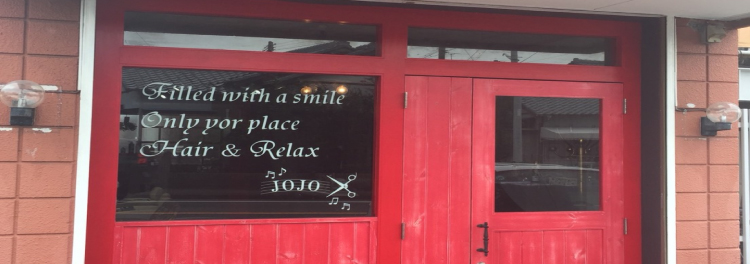 Filled with a smile
Only yor place
Hair & Relax
JOJO